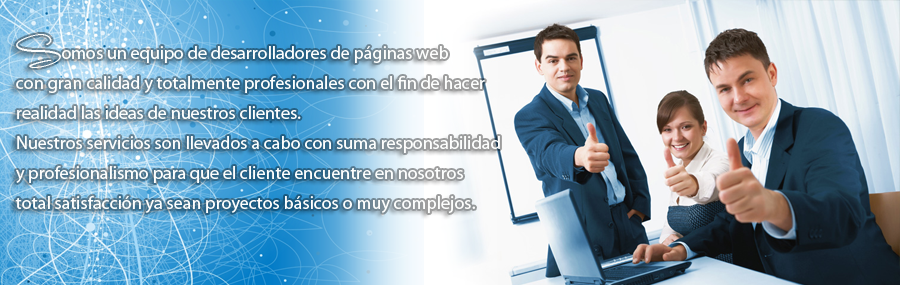 Somos un equipo de desarrolladores de páginas web
con gran calidad y totalmente profesionales con el fin de hacer
realidad las ideas de nuestros clientes.
Nuestros servicios son llevados a cabo con suma responsabilidad
y profesionalismo para que el cliente encuentre en nosotros
total satisfacción ya sean proyectos básicos o muy complejos.